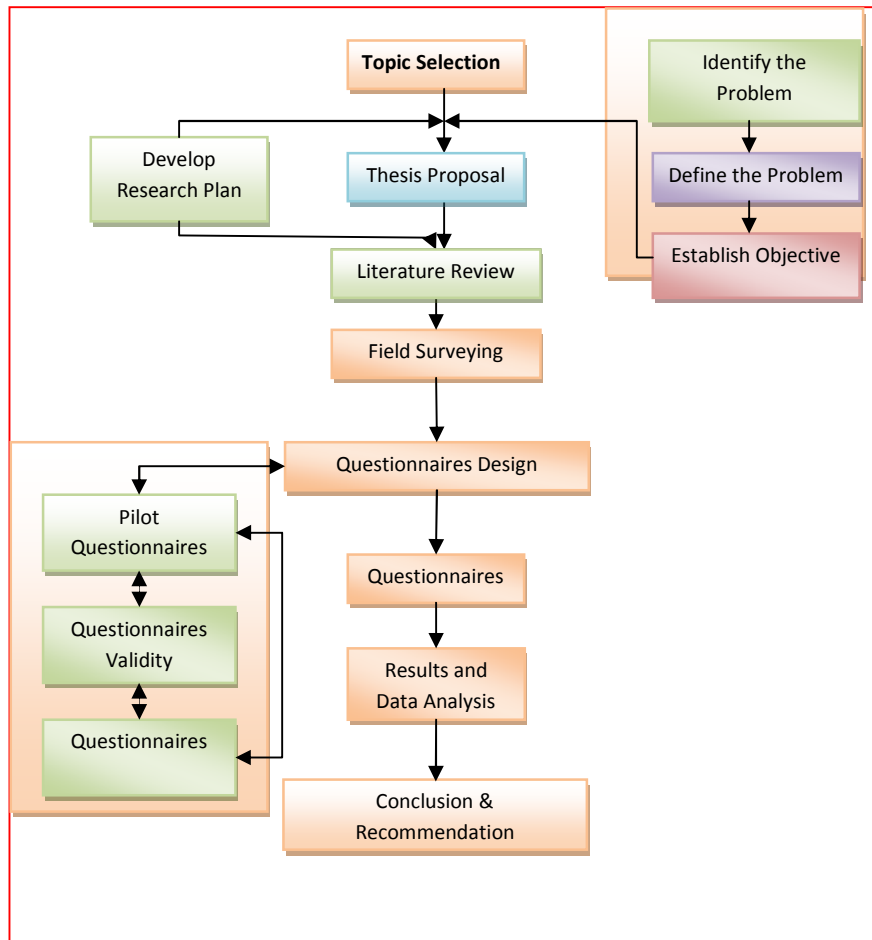 Topic Selection
Identify the
Problem
Develop
Research Plan
Thesis Proposal
Define the Problem
Establish Objective
Literature Review
Field Surveying
Questionnaires Design
Pilot
Questionnaires
Questionnaires
Questionnaires
Validity
Results and
Data Analysis
Questionnaires
Conclusion &
Recommendation